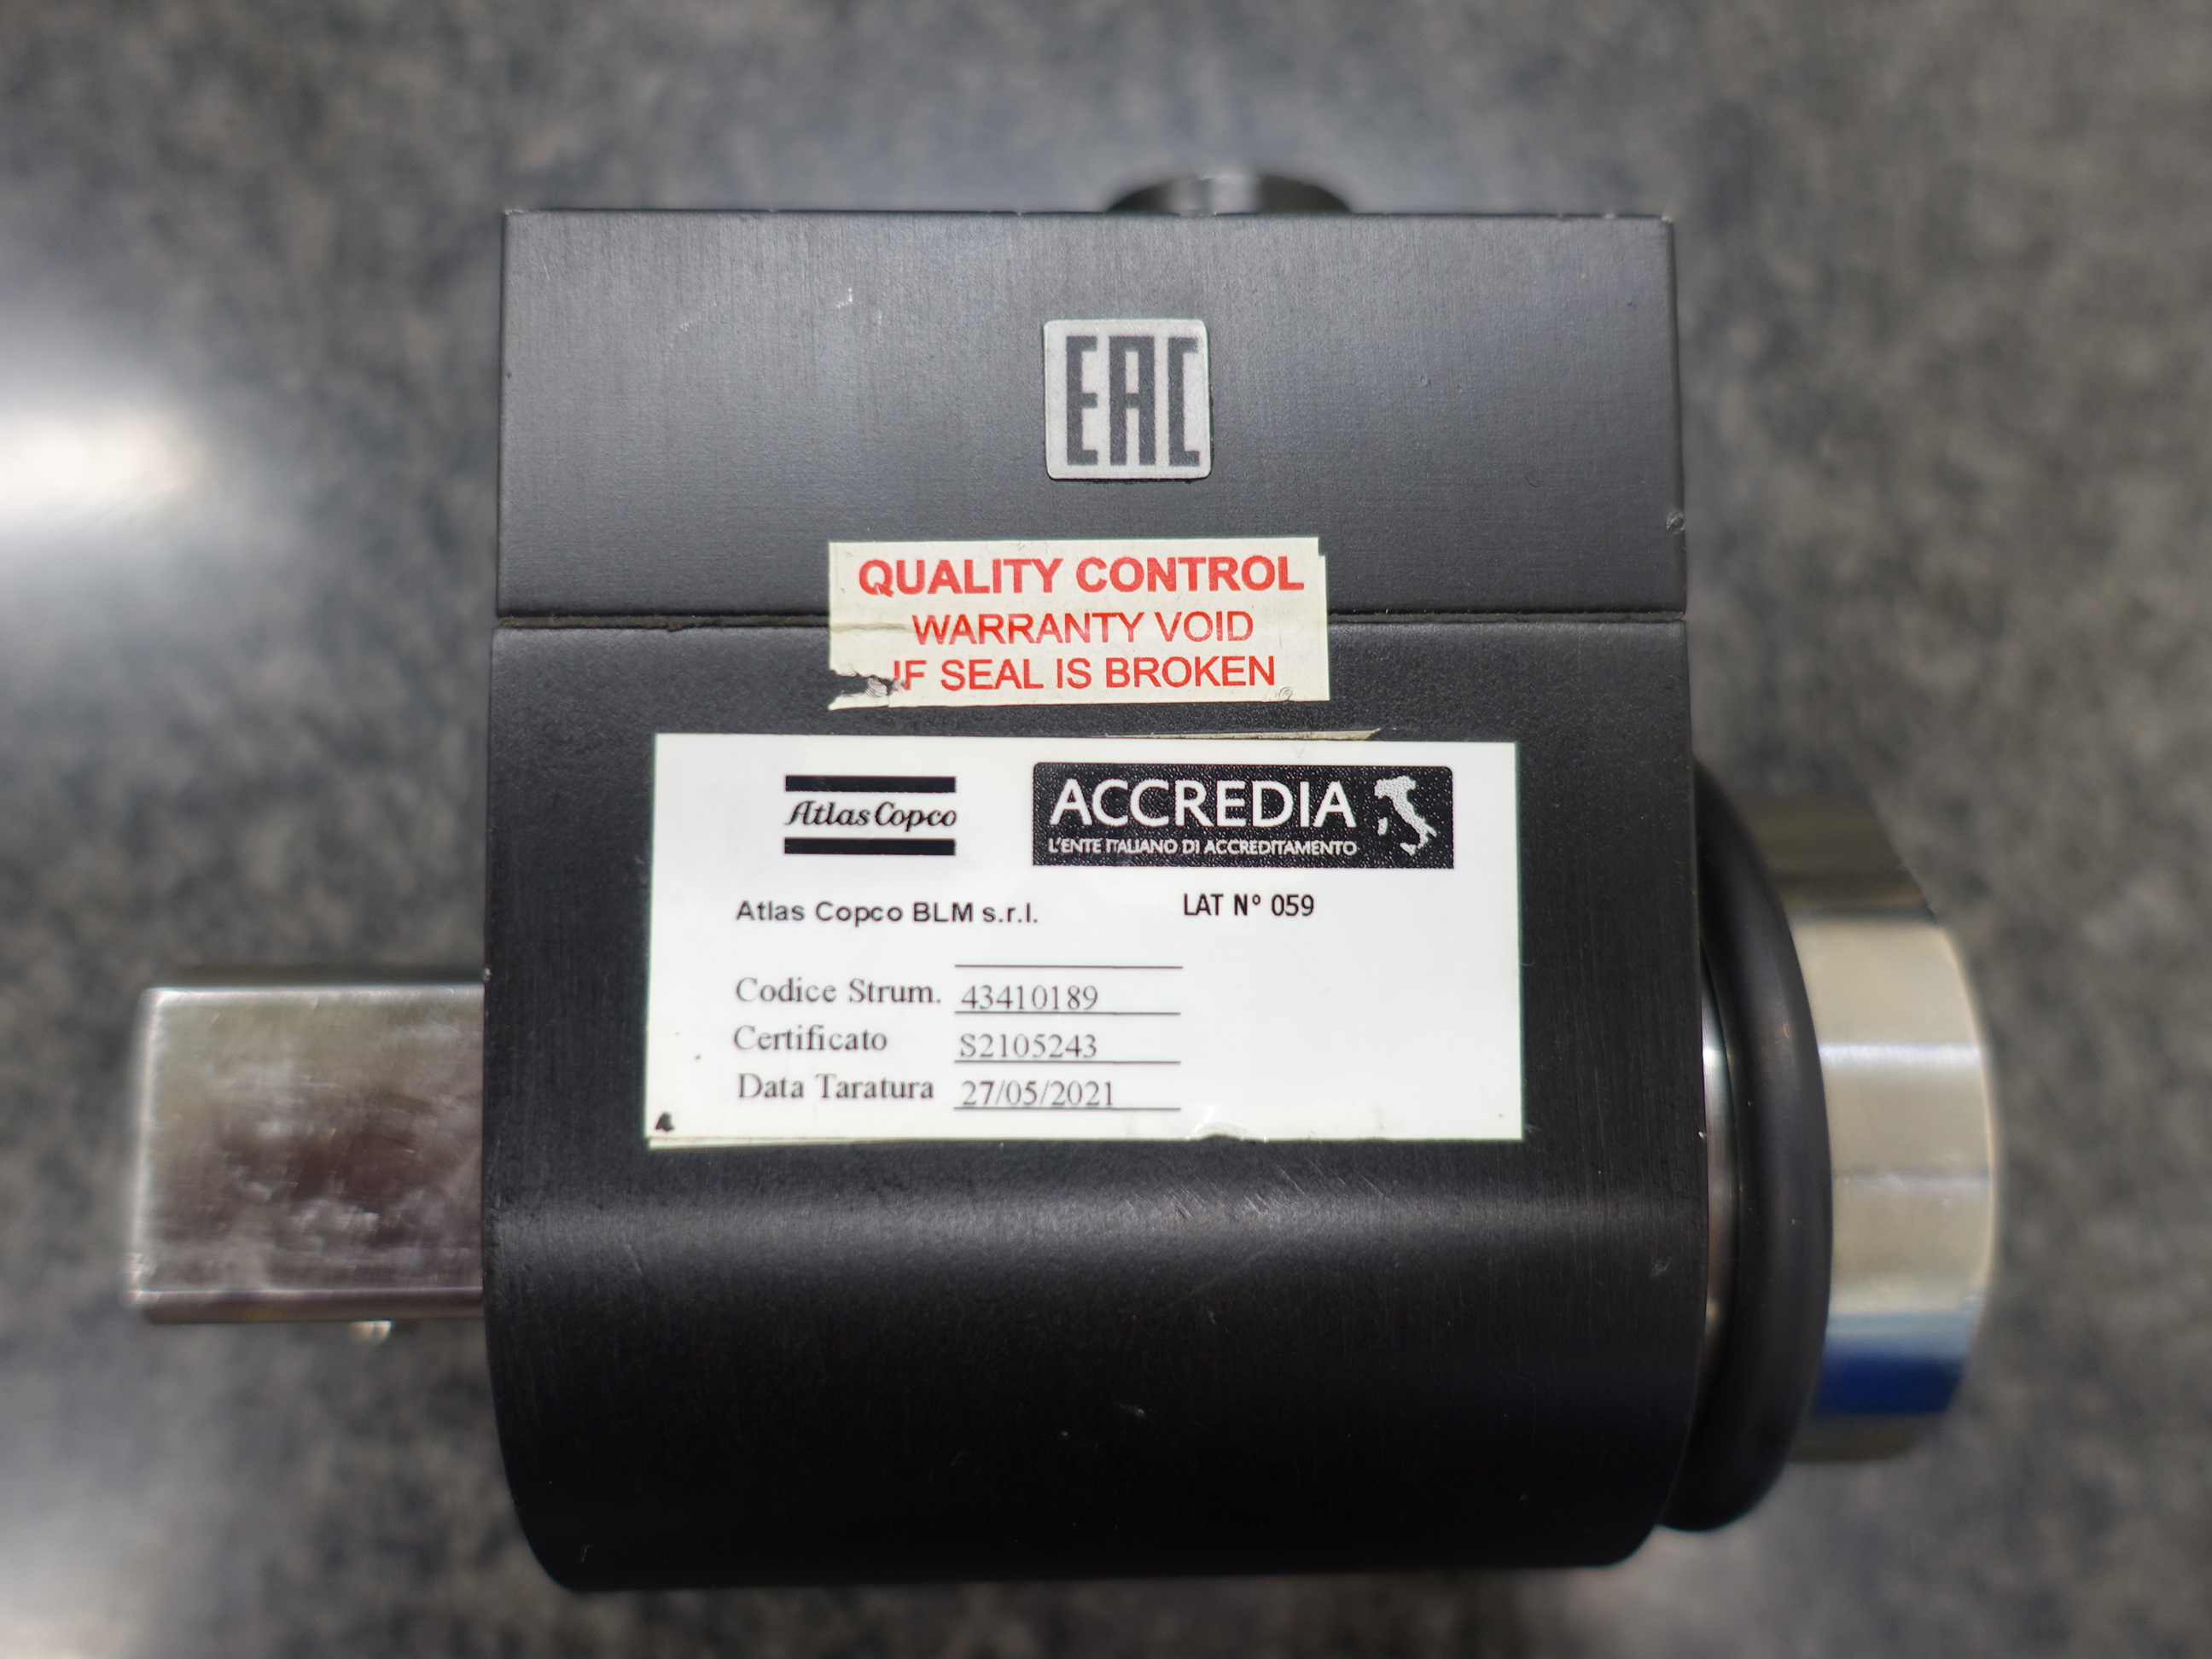 EAC
QUALITY CONTROL
WARRANTY VOID
IF SEAL IS BROKEN
Atlas Copco
ACCREDIA
L'ENTE ITALIANO DI ACCREDITAMENTO
Atlas Copco BLM s.r.l.
LAT N° 059
Codice Strum. 43410189
Certificato S2105243
Data Taratura 27/05/2021